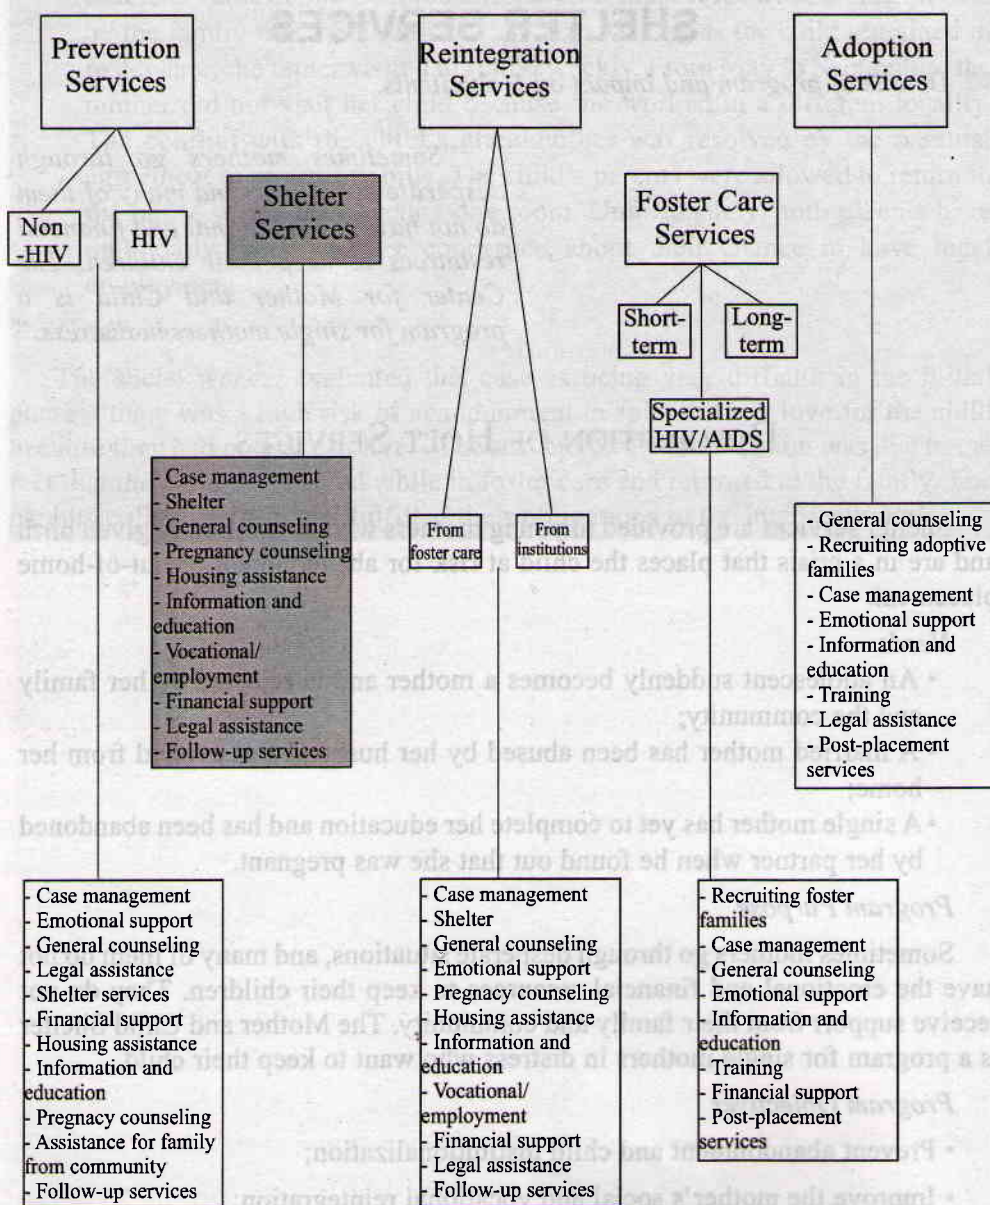 Prevention
Services
Reintegration
Services
Adoption
Services
Non
-HIV
HIV
Shelter
Services
Foster Care
Services
Short-
term
Long-
term
Specialized
HIV/AIDS
- Case management
- Shelter
- General counseling
- Pregnancy counseling
- Housing assistance
- Information and
education
- Vocational/
employment
- Financial support
- Legal assistance
- Follow-up services
From
foster care
From
institutions
- General counseling
- Recruiting adoptive
families
- Case management
- Emotional support
- Information and
education
- Training
- Legal assistance
- Post-placement
services
- Case management
- Emotional support
- General counseling
- Legal assistance
- Shelter services
- Financial support
- Housing assistance
- Information and
education
- Pregnacy counseling
- Assistance for family
from community
- Follow-up services
- Case management
- Shelter
- General counseling
- Emotional support
- Pregnancy counseling
- Housing assistance
- Information and
education
- Vocational/
employment
- Financial support
- Legal assistance
- Follow-up services
- Recruiting foster
families
- Case management
- General counseling
- Emotional support
- Information and
education
- Training
- Financial support
- Post-placement
services